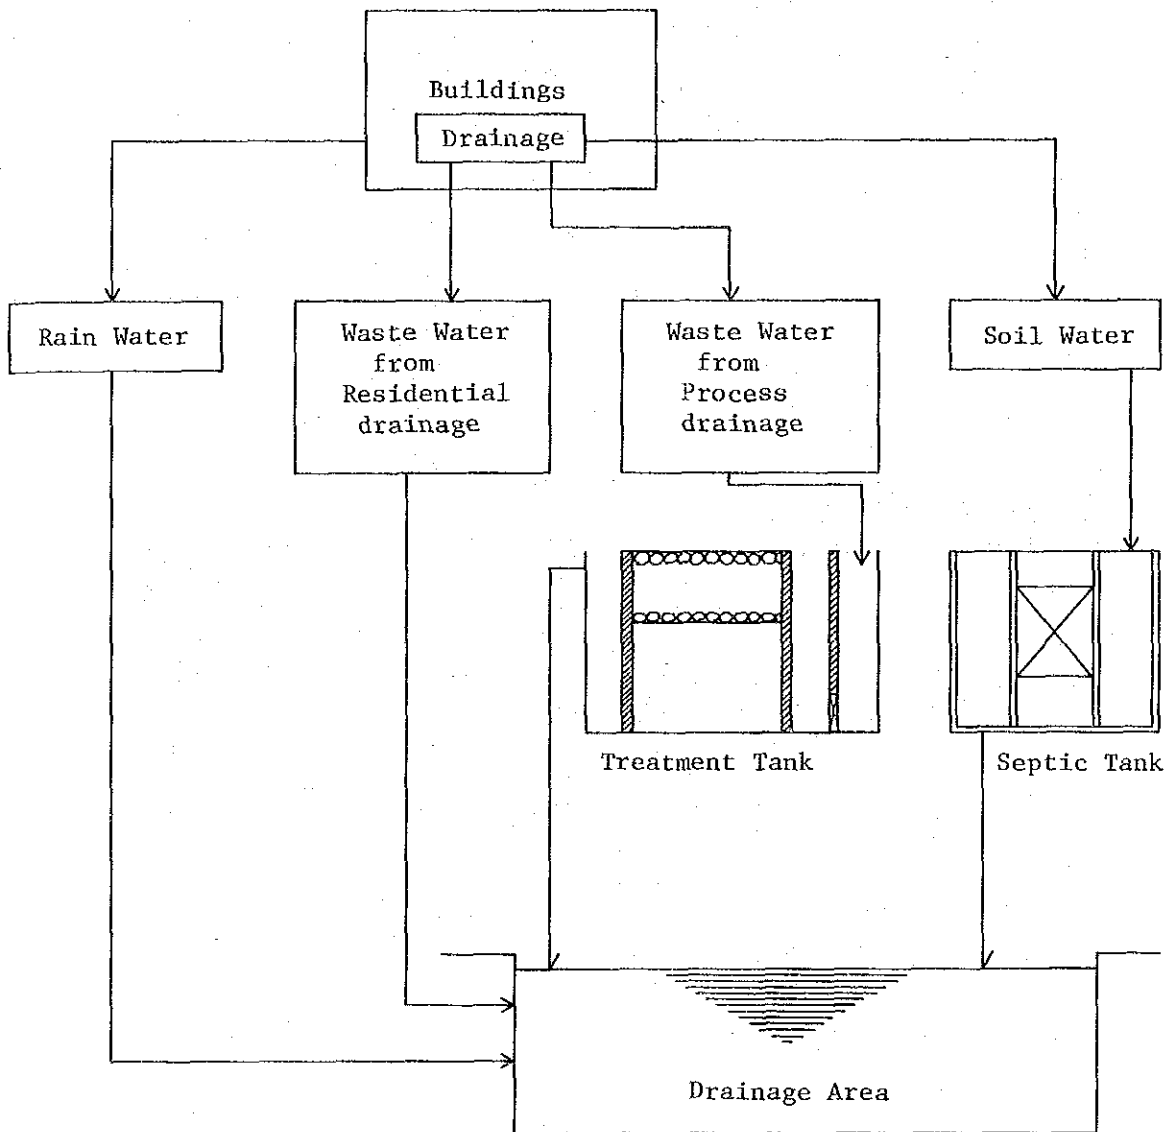 Buildings
Drainage
Rain Water
Waste Water
from
Residential
drainage
Waste Water
from
Process
drainage
Soil Water
Treatment Tank
Septic Tank
Drainage Area